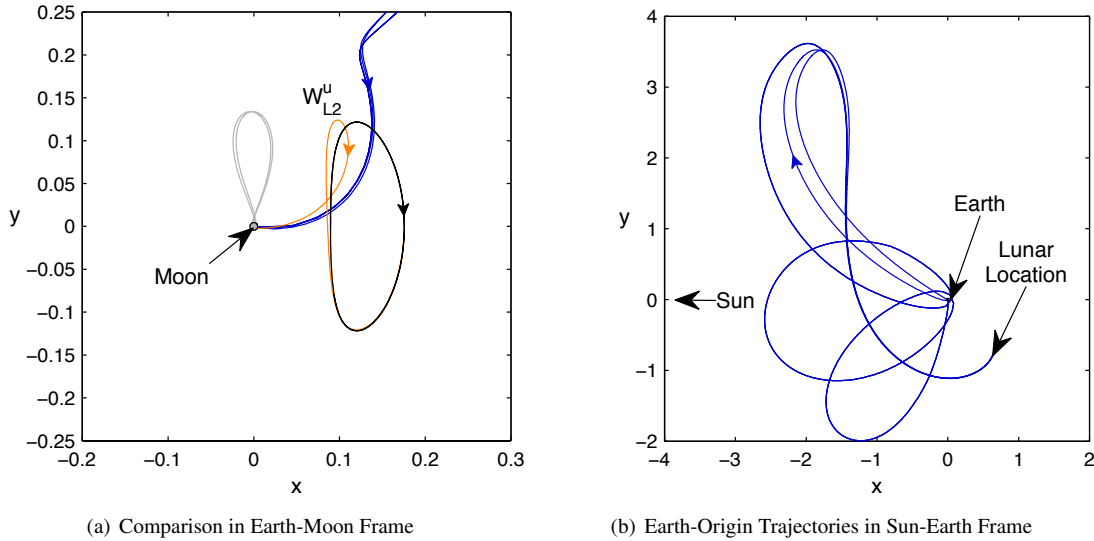 0.25
0.2
0.15
0.1
0.05
0
−0.05
−0.1
−0.15
−0.2
−0.25
−0.2
−0.1
0
0.1
0.2
0.3
y
x
W^u_L2
Moon
(a) Comparison in Earth-Moon Frame
4
3
2
1
0
−1
−2
−4
−3
−2
−1
0
1
2
y
x
Earth
Lunar
Location
Sun
(b) Earth-Origin Trajectories in Sun-Earth Frame